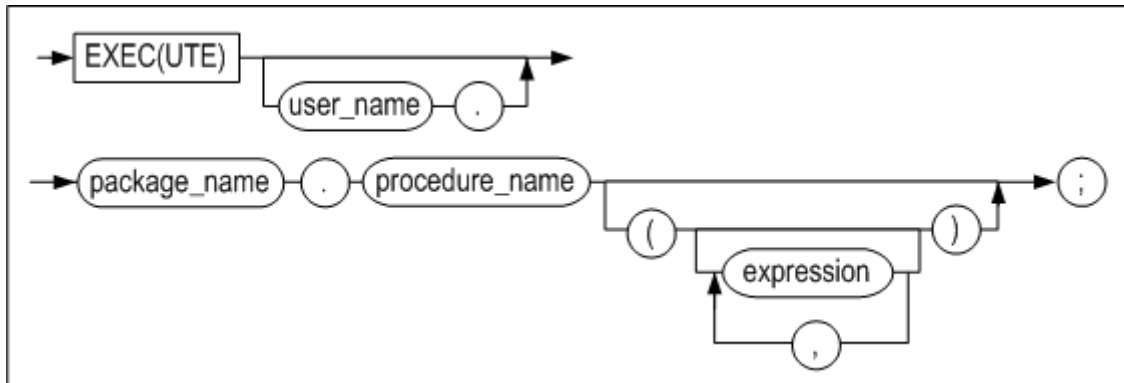 EXEC(UTE)
user_name .
package_name . procedure_name ;
( )
expression
,